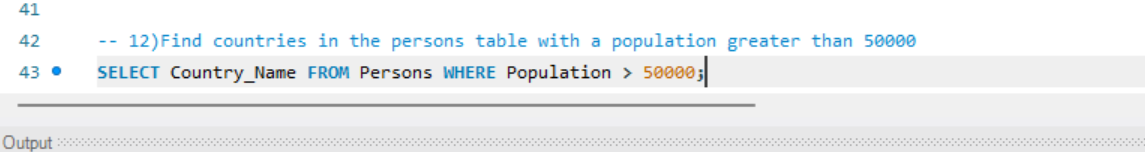 41
42 -- 12)Find countries in the persons table with a population greater than 50000
43 SELECT Country_Name FROM Persons WHERE Population > 50000;
Output